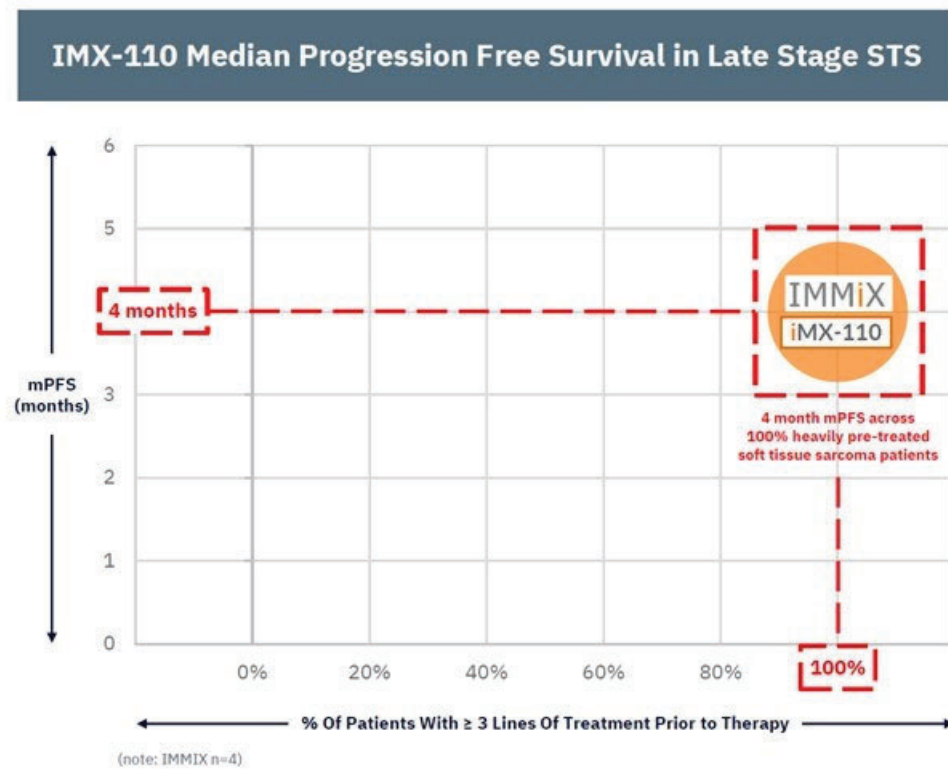 IMX-110 Median Progression Free Survival in Late Stage STS
6
5
4 months
3
2
1
0
mPFS
(months)
IMMiX
iMX-110
4 month mPFS across
100% heavily pre-treated
soft tissue sarcoma patients
0%
20%
40%
60%
80%
100%
% Of Patients With ≥ 3 Lines Of Treatment Prior to Therapy
(note: IMMIX n=4)